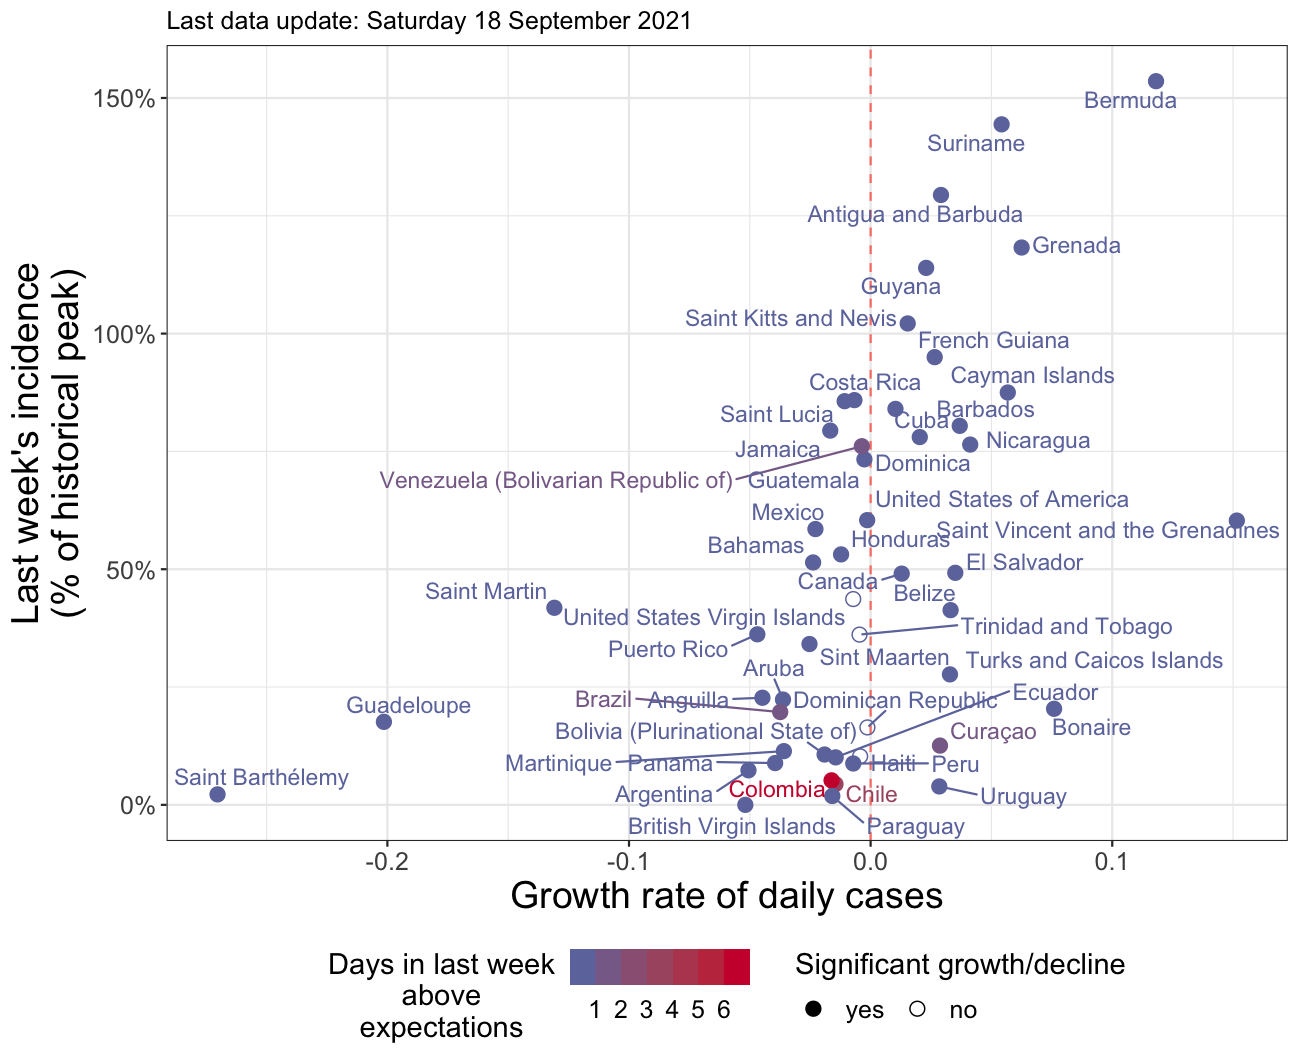 Last data update: Saturday 18 September 2021
Last week's incidence
(% of historical peak)
150%
100%
50%
0%
Bermuda
Suriname
Antigua and Barbuda
Grenada
Guyana
Saint Kitts and Nevis
French Guiana
Cayman Islands
Costa Rica
Barbados
Saint Lucia
Cuba
Nicaragua
Jamaica
Dominica
Venezuela (Bolivarian Republic of)
Guatemala
United States of America
Mexico
Saint Vincent and the Grenadines
Honduras
Bahamas
El Salvador
Canada
Saint Martin
Belize
United States Virgin Islands
Trinidad and Tobago
Puerto Rico
Sint Maarten
Turks and Caicos Islands
Aruba
Ecuador
Brazil
Anguilla
Dominican Republic
Guadeloupe
Bonaire
Bolivia (Plurinational State of)
Curaçao
Martinique
Panama
Haiti
Peru
Saint Barthélemy
Colombia
Argentina
Chile
Uruguay
British Virgin Islands
Paraguay
-0.2
-0.1
0.0
0.1
Growth rate of daily cases
Days in last week
above
expectations
1 2 3 4 5 6
Significant growth/decline
yes
no